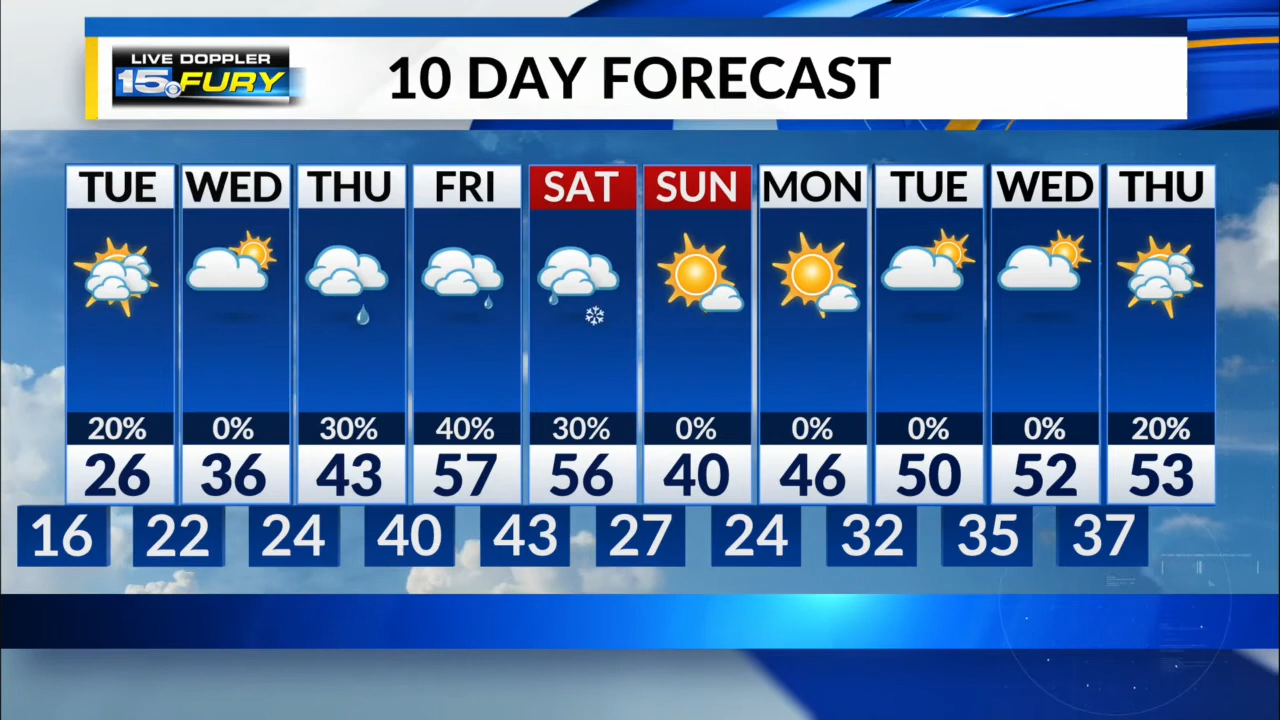 LIVE DOPPLER
15 FURY
10 DAY FORECAST
TUE WED THU FRI SAT SUN MON TUE WED THU
20% 0% 30% 40% 30% 0% 0% 0% 0% 20%
26 36 43 57 56 40 46 50 52 53
16 22 24 40 43 27 24 32 35 37